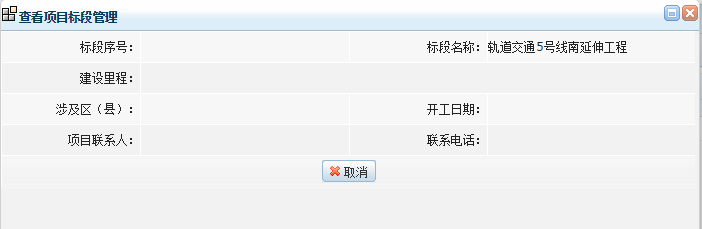 查看项目标段管理
标段序号： 标段名称： 轨道交通5号线南延伸工程
建设里程：
涉及区（县）： 开工日期：
项目联系人： 联系电话：
取消